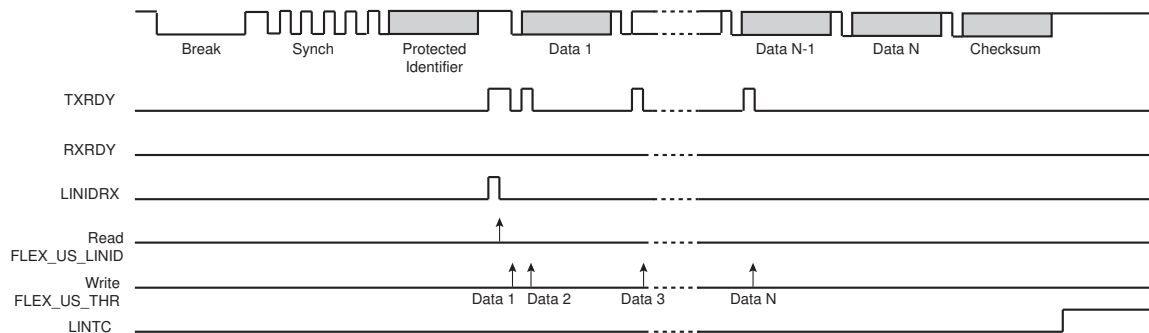 Break Synch Protected Data 1 Data N-1 Data N Checksum
Identifier
TXRDY
RXRDY
LINIDRX
Read
FLEX_US_LINID
Write
FLEX_US_THR
Data 1 Data 2 Data 3 Data N
LINTC